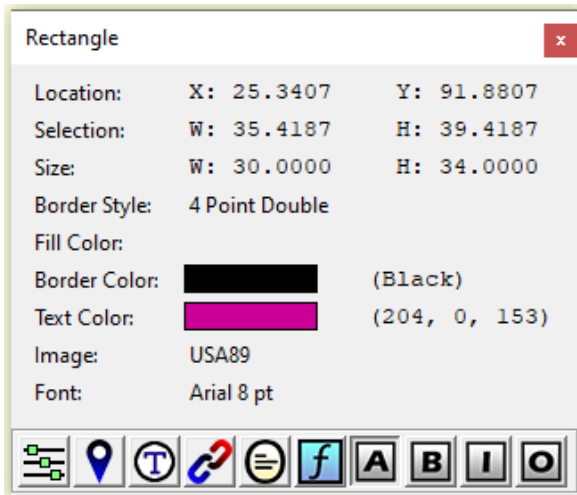 Rectangle x
Location: X: 25.3407 Y: 91.8807
Selection: W: 35.4187 H: 39.4187
Size: W: 30.0000 H: 34.0000
Border Style: 4 Point Double
Fill Color:
Border Color: (Black)
Text Color: (204, 0, 153)
Image: USA89
Font: Arial 8 pt
T f A B I O